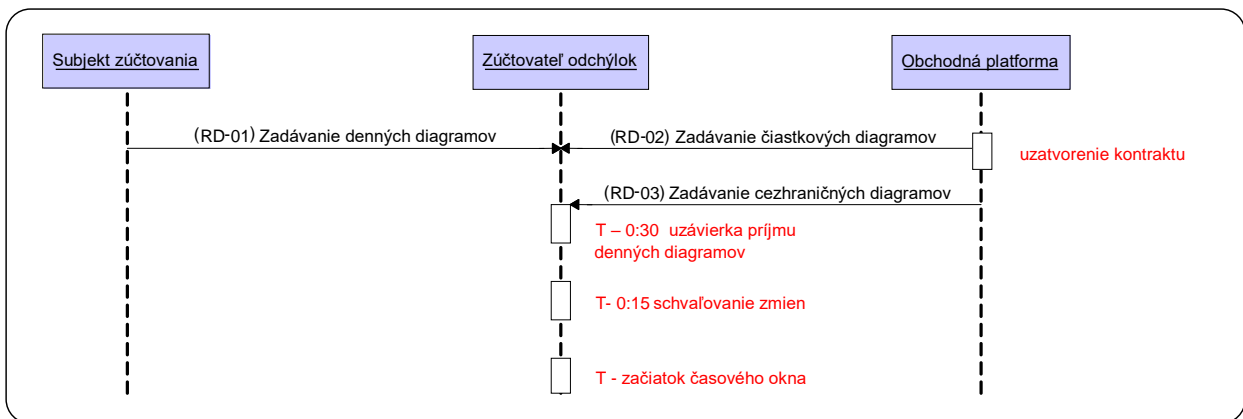 Subjekt zúčtovania
Zúčtovateľ odchýlok
Obchodná platforma
(RD-01) Zadávanie denných diagramov
(RD-02) Zadávanie čiastkových diagramov
uzatvorenie kontraktu
(RD-03) Zadávanie cezhraničných diagramov
T – 0:30 uzávierka príjmu
denných diagramov
T- 0:15 schvaľovanie zmien
T - začiatok časového okna